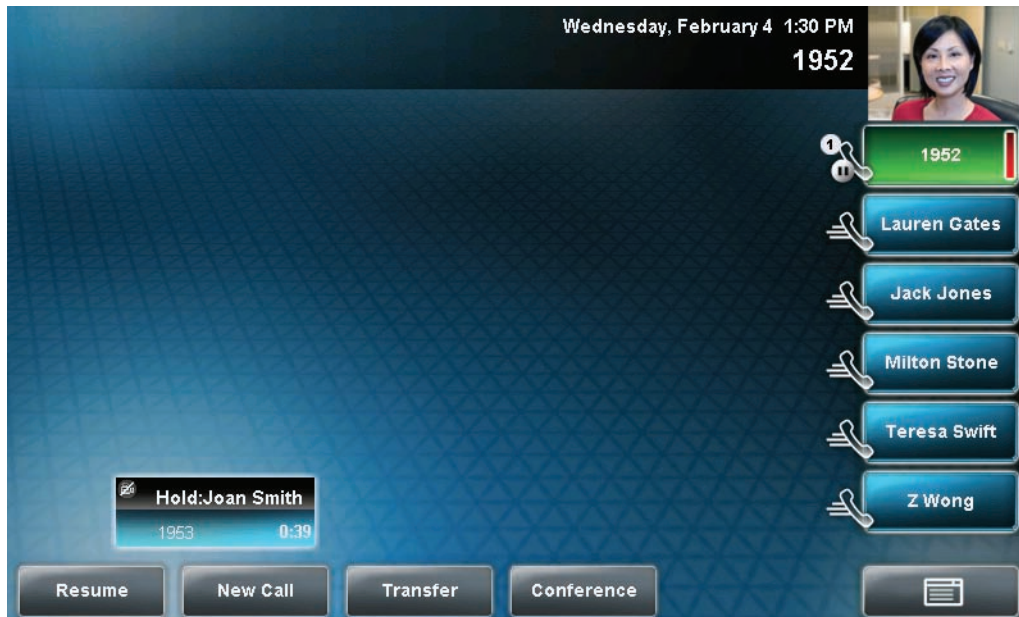 Wednesday, February 4 1:30 PM
1952
1
1952
Lauren Gates
Jack Jones
Milton Stone
Teresa Swift
Z Wong
Hold:Joan Smith
1953 0:39
Resume New Call Transfer Conference